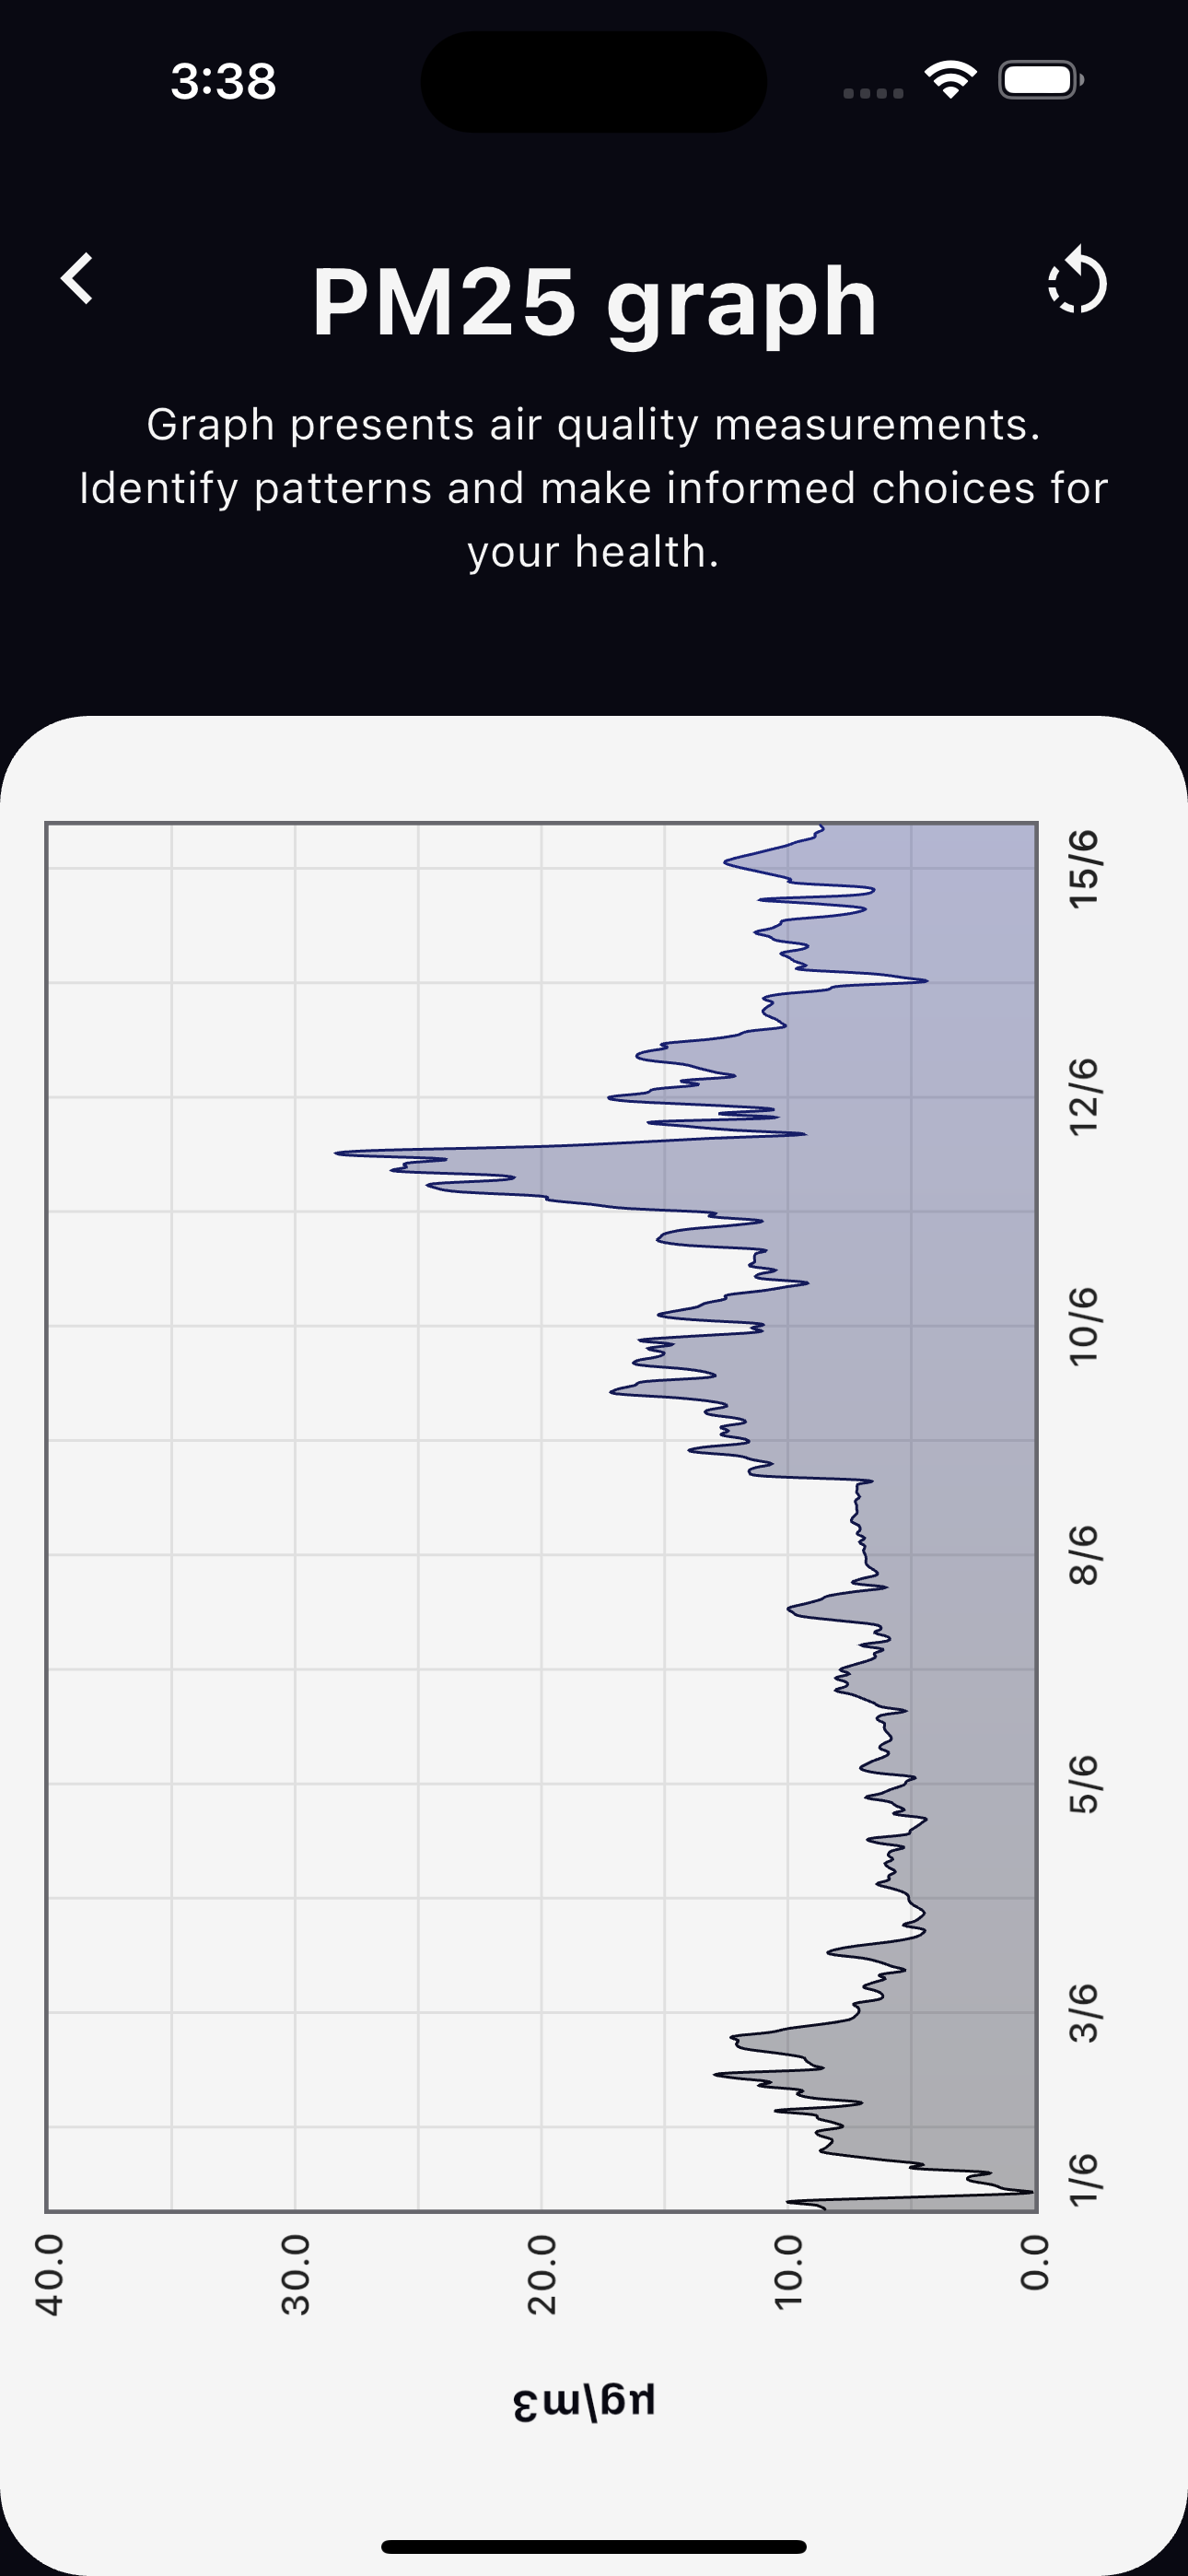 3:38
PM25 graph
Graph presents air quality measurements.
Identify patterns and make informed choices for
your health.
15/6
12/6
10/6
8/6
5/6
3/6
1/6
40.0
30.0
20.0
10.0
0.0
µg\m3